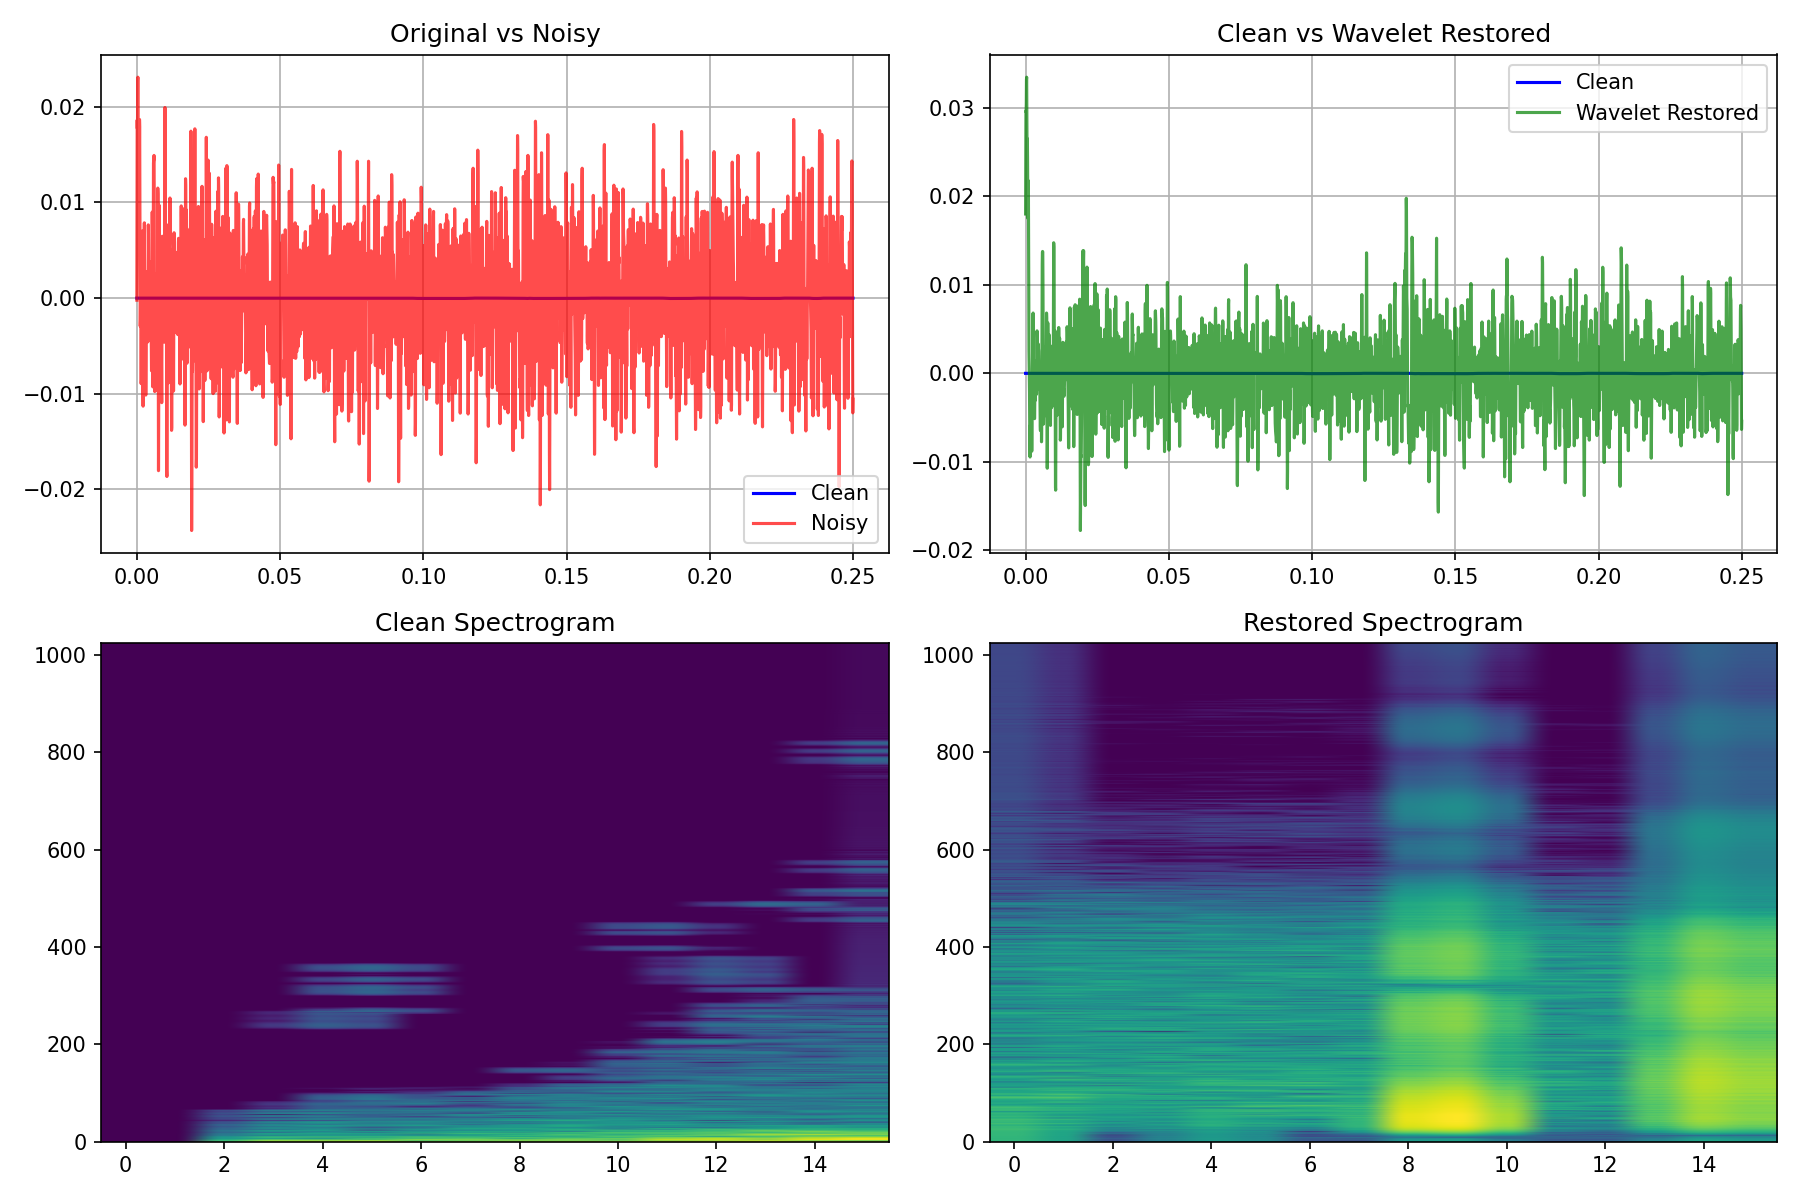 Original vs Noisy
0.02
0.01
0.00
−0.01
−0.02
Clean
Noisy
0.00 0.05 0.10 0.15 0.20 0.25
Clean vs Wavelet Restored
0.03
0.02
0.01
0.00
−0.01
−0.02
Clean
Wavelet Restored
0.00 0.05 0.10 0.15 0.20 0.25
Clean Spectrogram
1000
800
600
400
200
0
0 2 4 6 8 10 12 14
Restored Spectrogram
1000
800
600
400
200
0
0 2 4 6 8 10 12 14